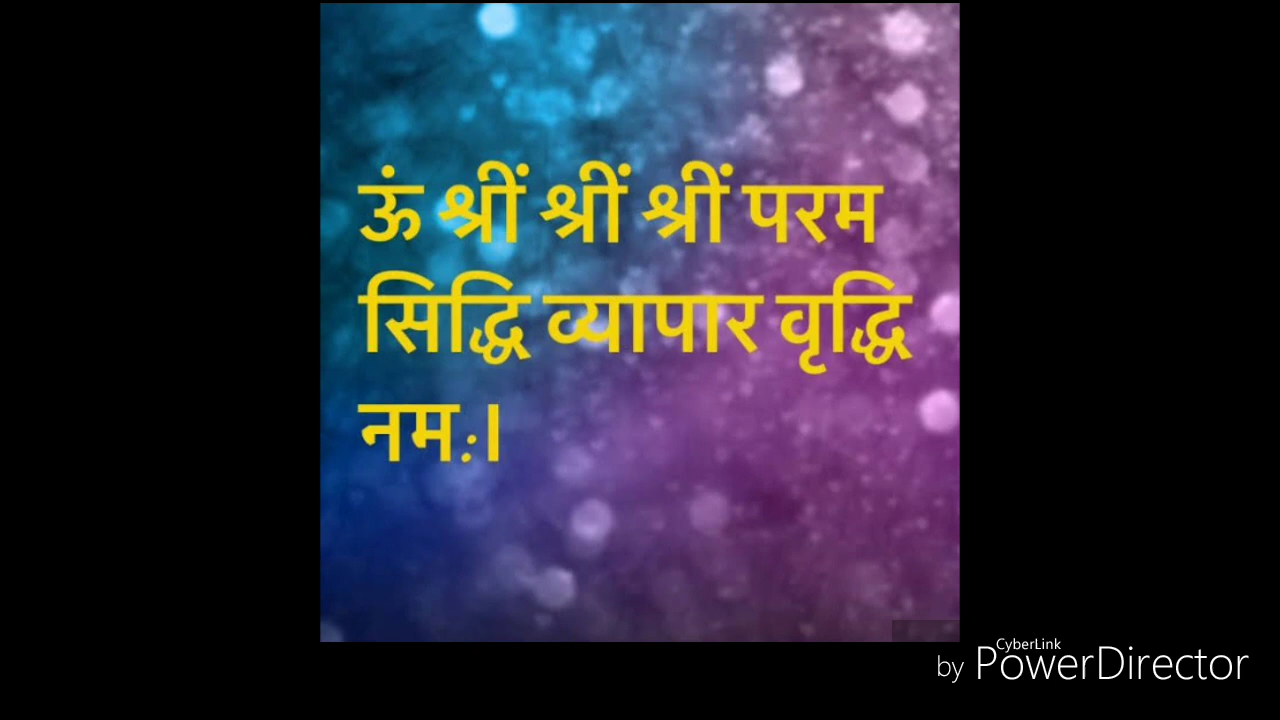 ऊं श्रीं श्रीं श्रीं परम
सिद्धि व्यापार वृद्धि
नमः।
CyberLink
by PowerDirector